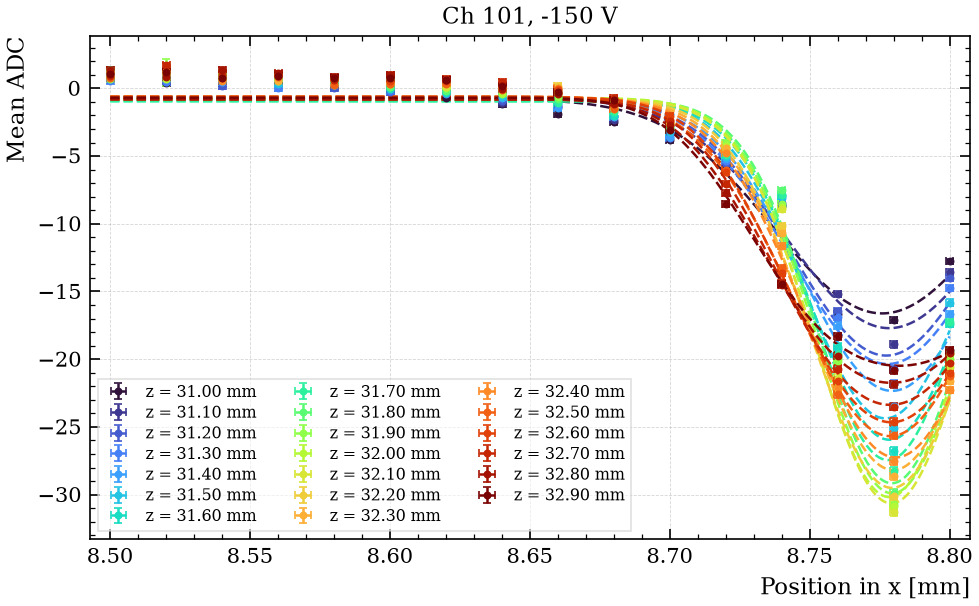 Ch 101, -150 V
Mean ADC
0
−5
−10
−15
−20
−25
−30
z = 31.00 mm
z = 31.10 mm
z = 31.20 mm
z = 31.30 mm
z = 31.40 mm
z = 31.50 mm
z = 31.60 mm
z = 31.70 mm
z = 31.80 mm
z = 31.90 mm
z = 32.00 mm
z = 32.10 mm
z = 32.20 mm
z = 32.30 mm
z = 32.40 mm
z = 32.50 mm
z = 32.60 mm
z = 32.70 mm
z = 32.80 mm
z = 32.90 mm
8.50 8.55 8.60 8.65 8.70 8.75 8.80
Position in x [mm]